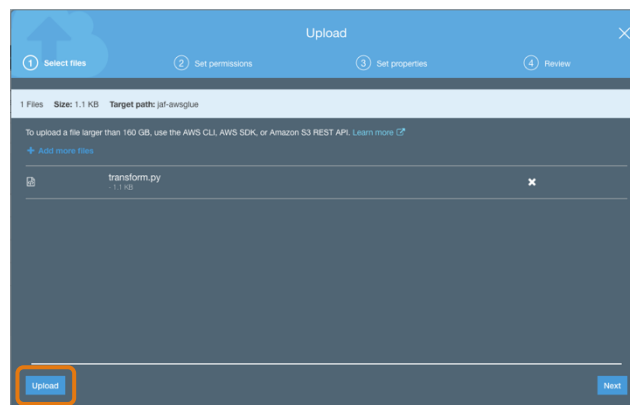 Upload
1 Select files 2 Set permissions 3 Set properties 4 Review
1 Files Size: 1.1 KB Target path: jaf-awsglue
To upload a file larger than 160 GB, use the AWS CLI, AWS SDK, or Amazon S3 REST API. Learn more
+ Add more files
transform.py
- 1.1 KB
Upload Next